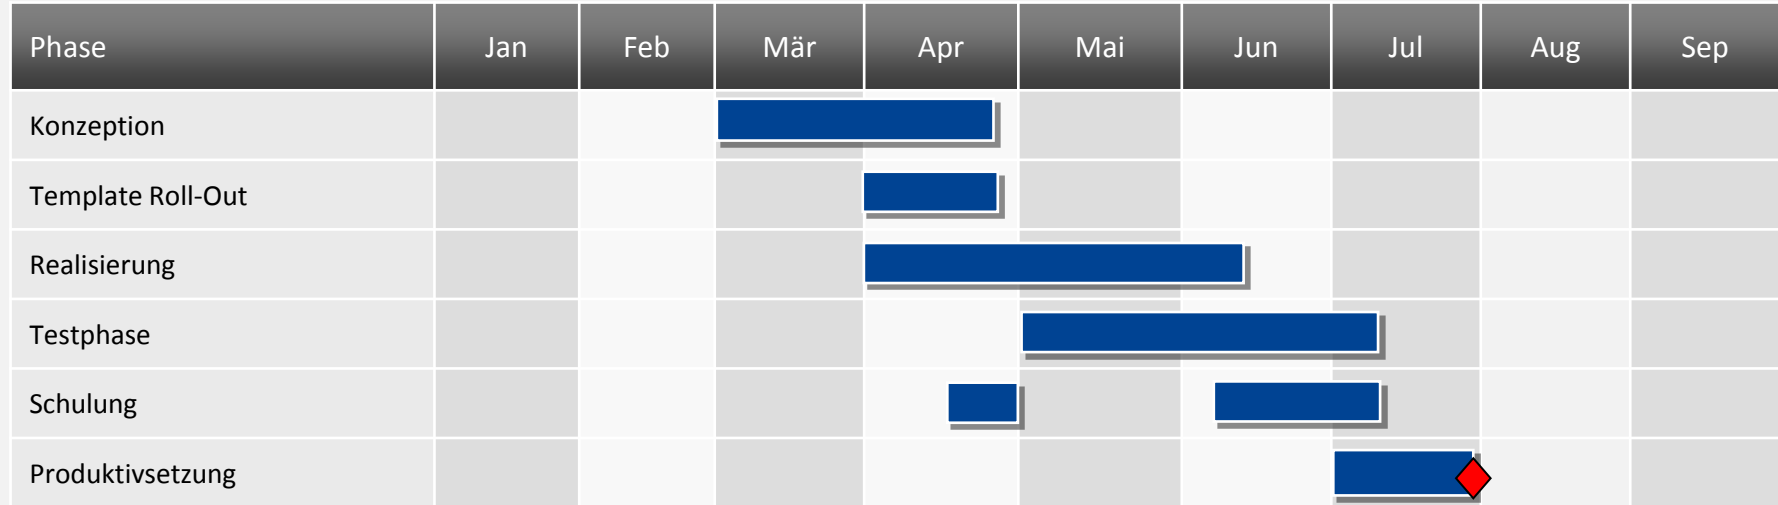 Phase Jan Feb Mär Apr Mai Jun Jul Aug Sep
Konzeption
Template Roll-Out
Realisierung
Testphase
Schulung
Produktivsetzung